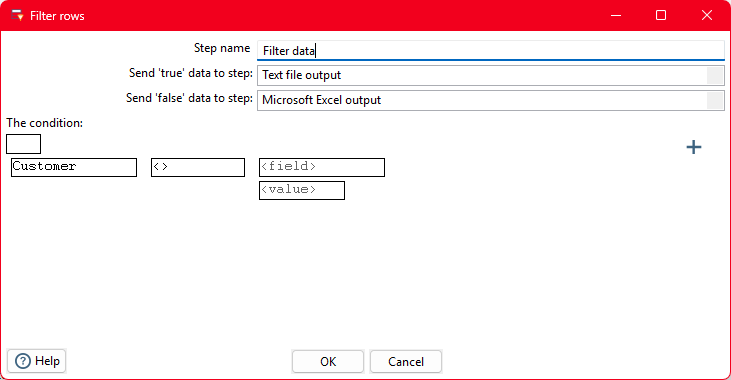 Filter rows
Step name Filter data
Send 'true' data to step: Text file output
Send 'false' data to step: Microsoft Excel output
The condition:
Customer <> <field>
<value>
Help OK Cancel